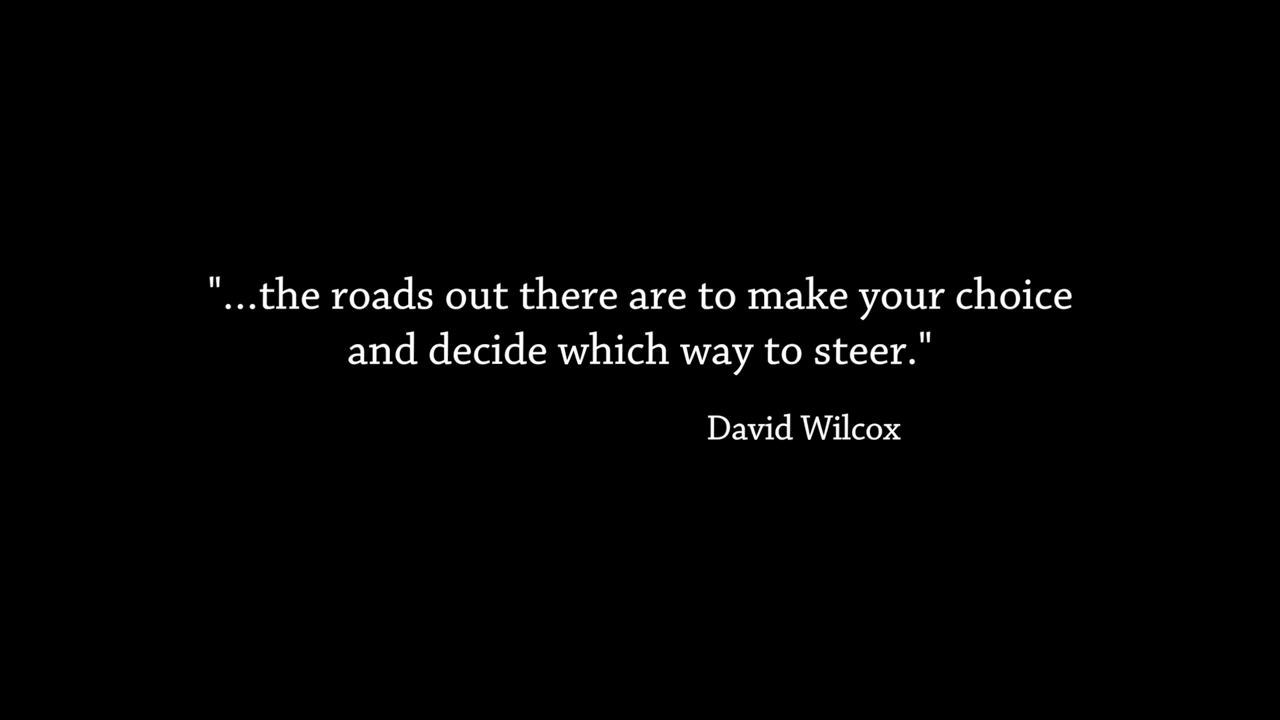 "...the roads out there are to make your choice
and decide which way to steer."
David Wilcox